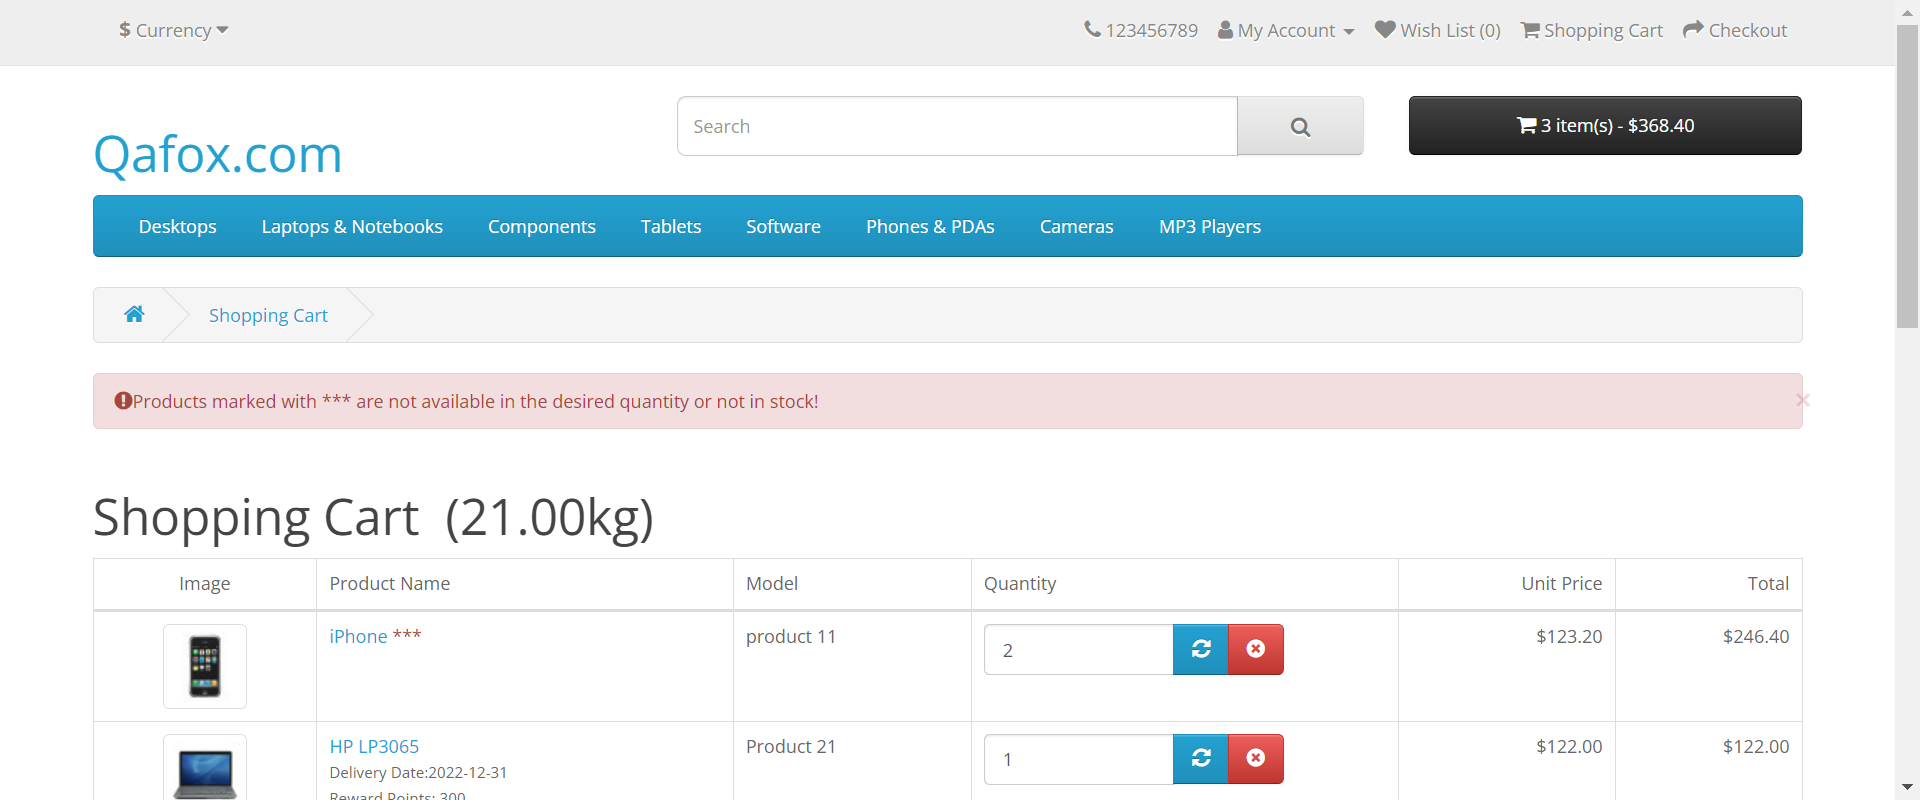 $ Currency
123456789 My Account Wish List (0) Shopping Cart Checkout
Qafox.com
Search
3 item(s) - $368.40
Desktops Laptops & Notebooks Components Tablets Software Phones & PDAs Cameras MP3 Players
Shopping Cart
Products marked with *** are not available in the desired quantity or not in stock!
×
Shopping Cart (21.00kg)
Image Product Name Model Quantity Unit Price Total
iPhone *** product 11 2 $123.20 $246.40
HP LP3065 Product 21 1 $122.00 $122.00
Delivery Date:2022-12-31
Reward Points: 300